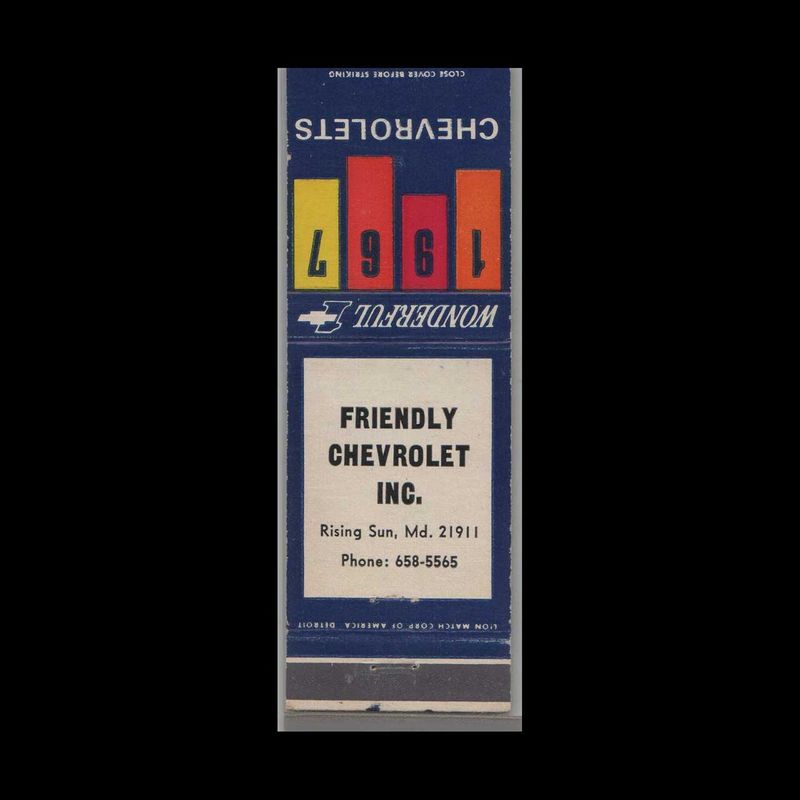 CLOSE COVER BEFORE STRIKING
CHEVROLETS
1967
WONDERFUL
FRIENDLY
CHEVROLET
INC.
Rising Sun, Md. 21911
Phone: 658-5565
LION MATCH CORP. OF AMERICA DETROIT